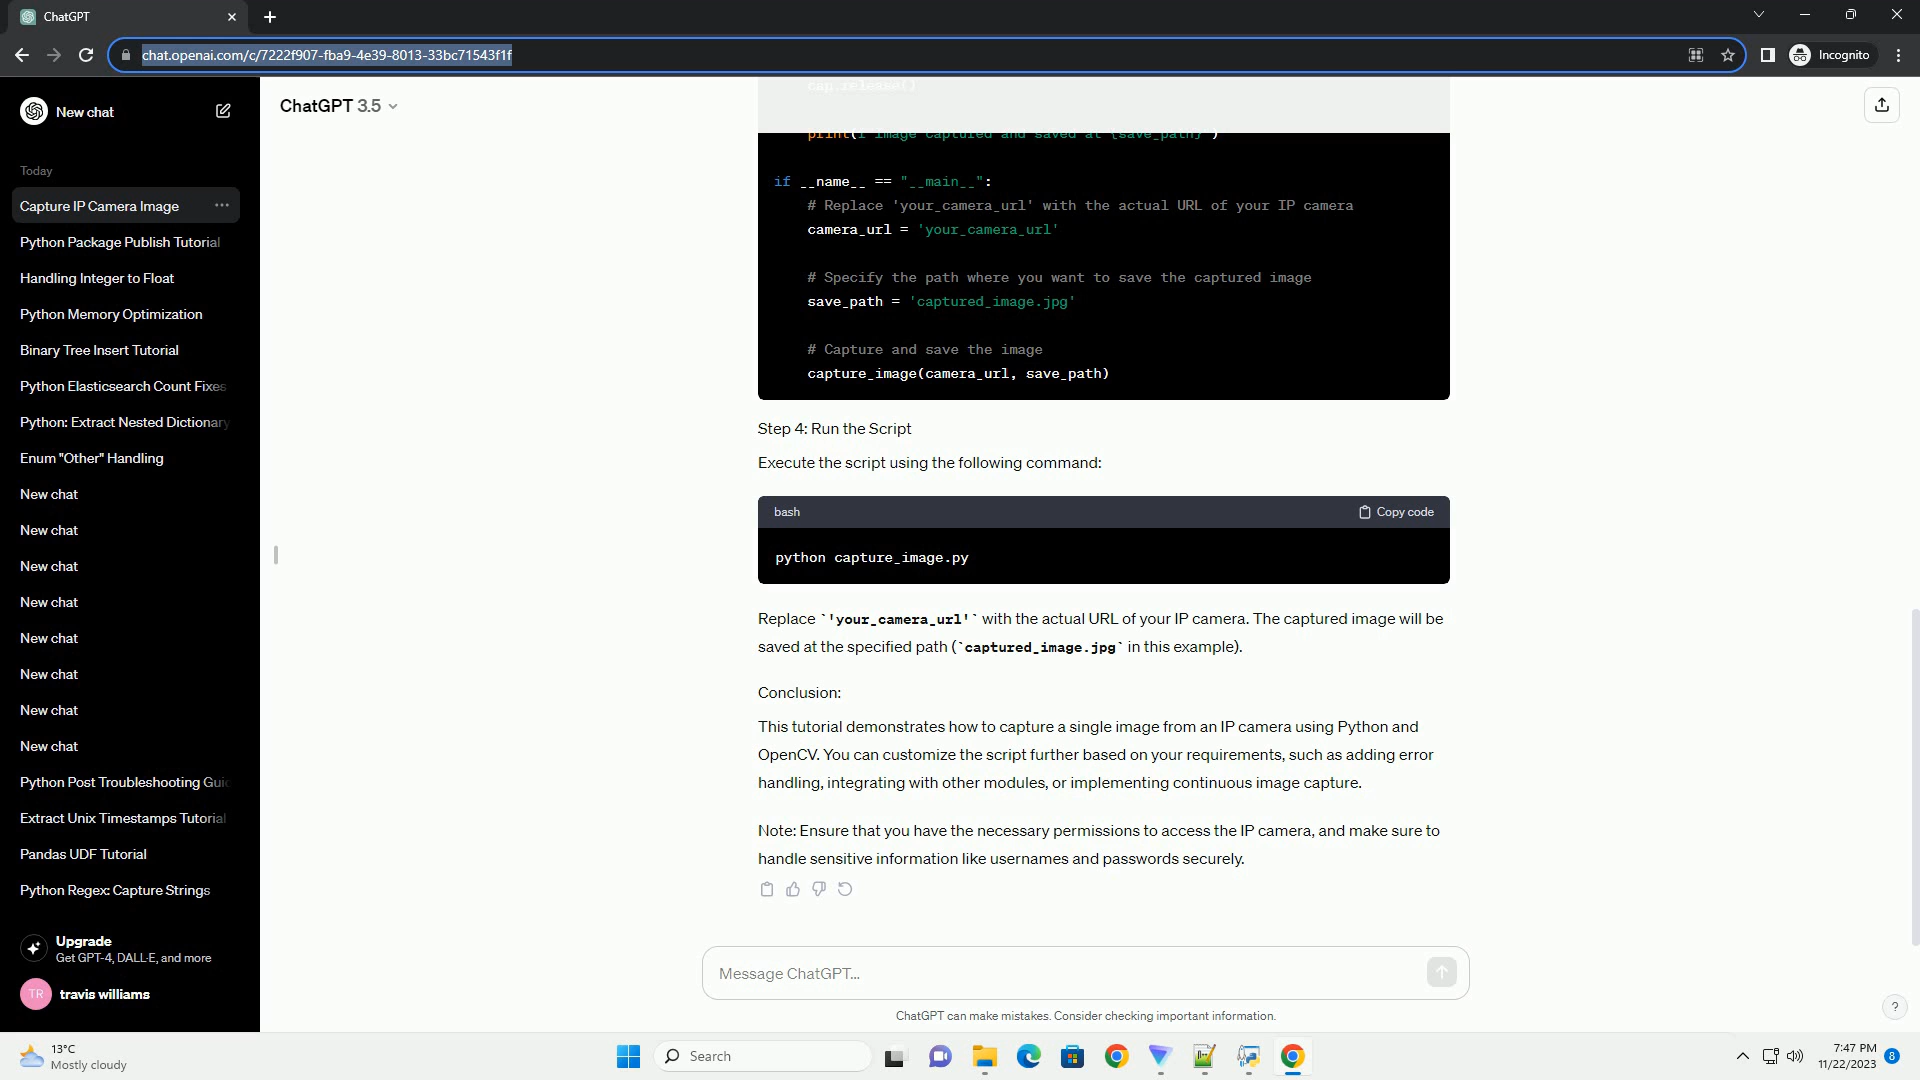 ChatGPT
chat.openai.com/c/7222f907-fba9-4e39-8013-33bc71543f1f
Incognito
New chat
Today
Capture IP Camera Image
Python Package Publish Tutorial
Handling Integer to Float
Python Memory Optimization
Binary Tree Insert Tutorial
Python Elasticsearch Count Fixes
Python: Extract Nested Dictionary
Enum "Other" Handling
New chat
New chat
New chat
New chat
New chat
New chat
New chat
New chat
Python Post Troubleshooting Gui
Extract Unix Timestamps Tutorial
Pandas UDF Tutorial
Python Regex: Capture Strings
Upgrade
Get GPT-4, DALL·E, and more
TR
travis williams
ChatGPT 3.5
cap.release()
print(f"Image captured and saved at {save_path}")
if __name__ == "__main__":
# Replace 'your_camera_url' with the actual URL of your IP camera
camera_url = 'your_camera_url'
# Specify the path where you want to save the captured image
save_path = 'captured_image.jpg'
# Capture and save the image
capture_image(camera_url, save_path)
Step 4: Run the Script
Execute the script using the following command:
bash
Copy code
python capture_image.py
Replace `'your_camera_url'` with the actual URL of your IP camera. The captured image will be
saved at the specified path (`captured_image.jpg` in this example).
Conclusion:
This tutorial demonstrates how to capture a single image from an IP camera using Python and
OpenCV. You can customize the script further based on your requirements, such as adding error
handling, integrating with other modules, or implementing continuous image capture.
Note: Ensure that you have the necessary permissions to access the IP camera, and make sure to
handle sensitive information like usernames and passwords securely.
Message ChatGPT...
ChatGPT can make mistakes. Consider checking important information.
?
13°C
Mostly cloudy
Search
7:47 PM
11/22/2023
8